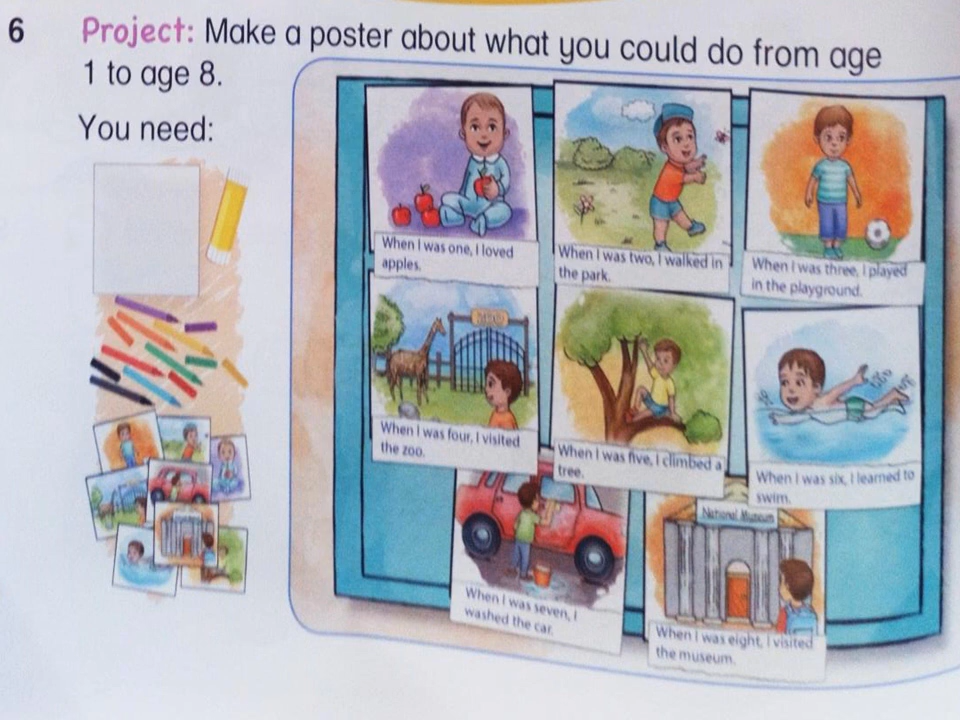 6 Project: Make a poster about what you could do from age
1 to age 8.
You need:
When I was one, I loved
apples.
When I was two, I walked in
the park.
When I was three, I played
in the playground.
When I was four, I visited
the zoo.
When I was five, I climbed a
tree.
When I was six, I learned to
swim.
When I was seven, I
washed the car.
National Museum
When I was eight, I visited
the museum.